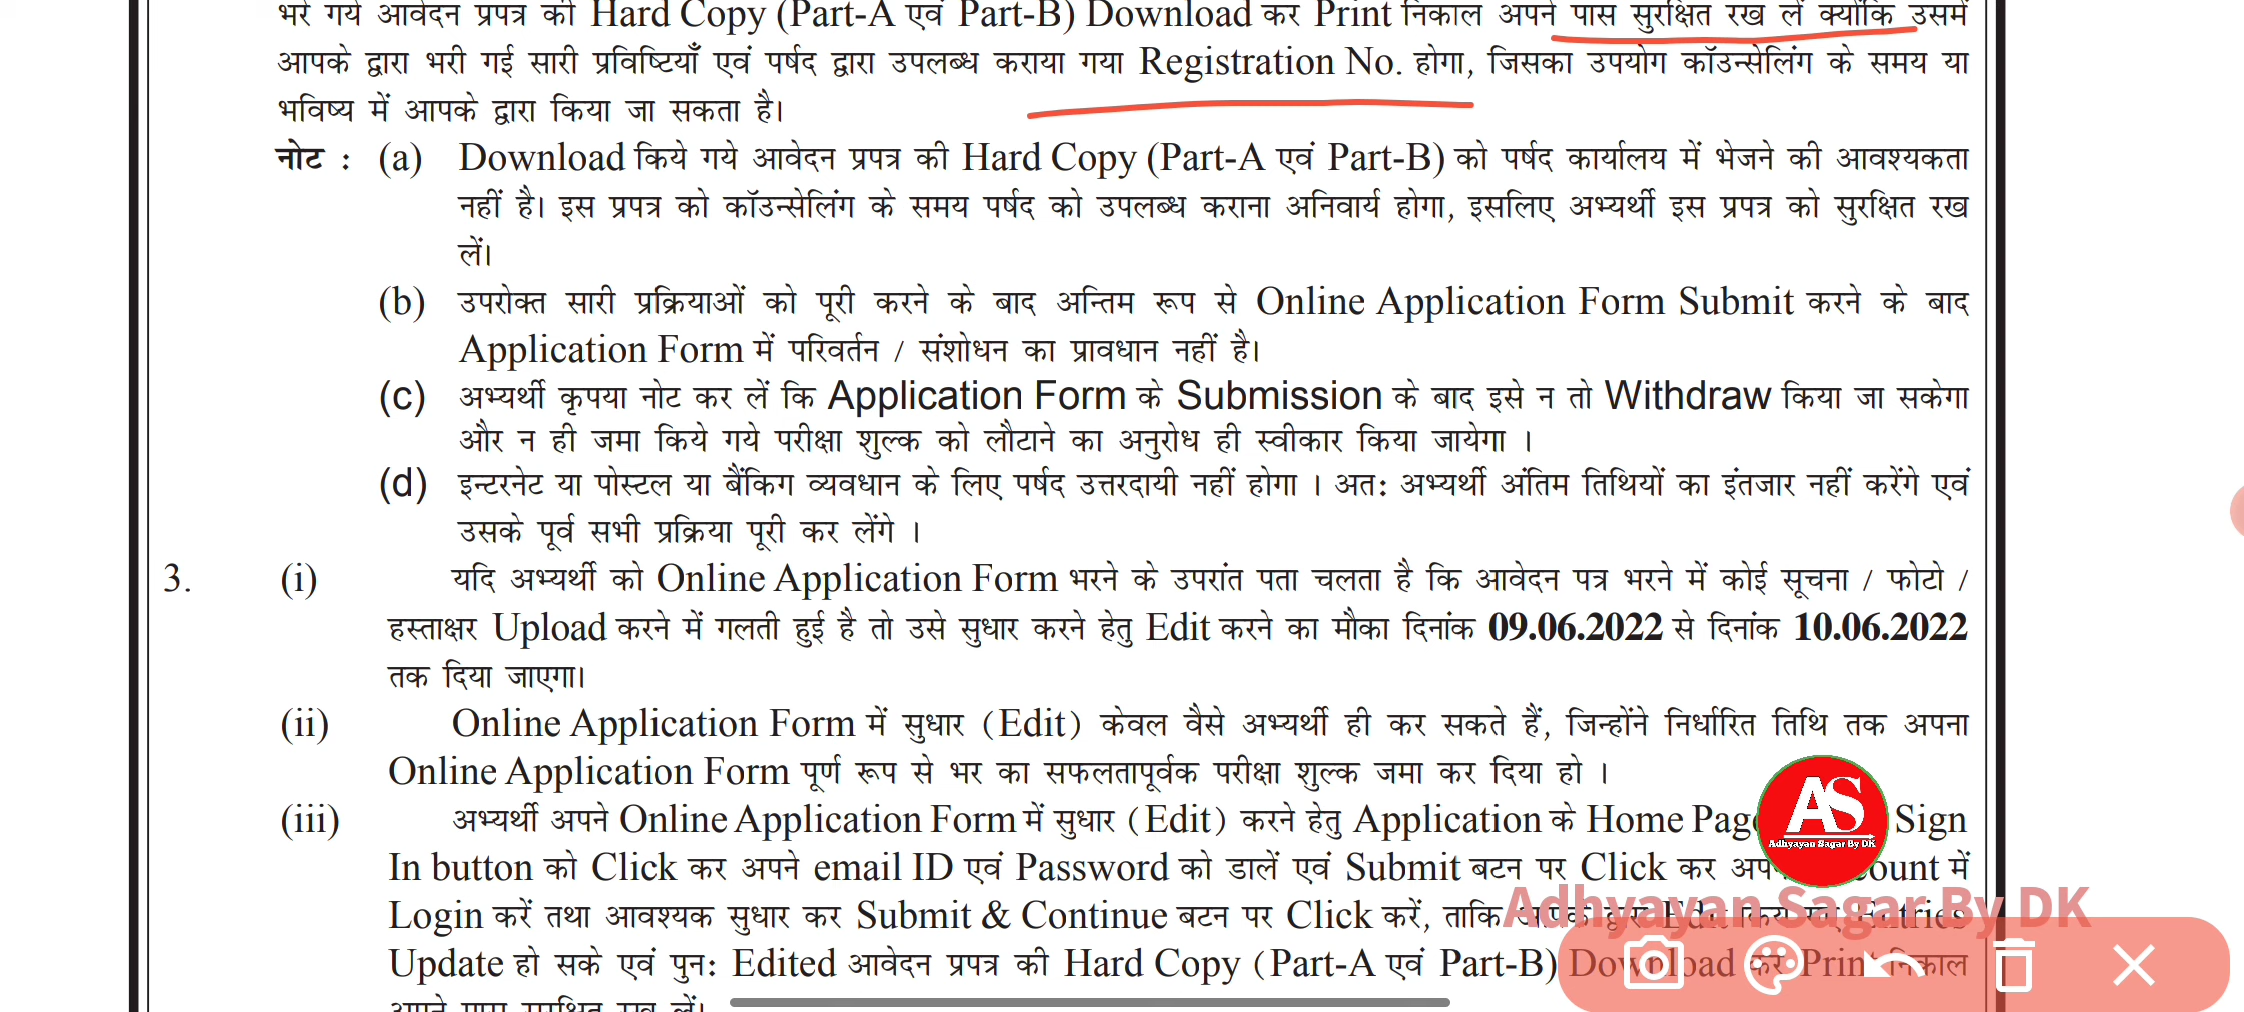 भरे गये आवेदन प्रपत्र की Hard Copy (Part-A एवं Part-B) Download कर Print निकाल अपने पास सुरक्षित रख लें क्योंकि उसमें
आपके द्वारा भरी गई सारी प्रविष्टियाँ एवं पर्षद द्वारा उपलब्ध कराया गया Registration No. होगा, जिसका उपयोग कॉउन्सेलिंग के समय या
भविष्य में आपके द्वारा किया जा सकता है।
नोट : (a) Download किये गये आवेदन प्रपत्र की Hard Copy (Part-A एवं Part-B) को पर्षद कार्यालय में भेजने की आवश्यकता
नहीं है। इस प्रपत्र को कॉउन्सेलिंग के समय पर्षद को उपलब्ध कराना अनिवार्य होगा, इसलिए अभ्यर्थी इस प्रपत्र को सुरक्षित रख
लें।
(b) उपरोक्त सारी प्रक्रियाओं को पूरी करने के बाद अन्तिम रूप से Online Application Form Submit करने के बाद
Application Form में परिवर्तन / संशोधन का प्रावधान नहीं है।
(c) अभ्यर्थी कृपया नोट कर लें कि Application Form के Submission के बाद इसे न तो Withdraw किया जा सकेगा
और न ही जमा किये गये परीक्षा शुल्क को लौटाने का अनुरोध ही स्वीकार किया जायेगा ।
(d) इन्टरनेट या पोस्टल या बैंकिग व्यवधान के लिए पर्षद उत्तरदायी नहीं होगा । अतः अभ्यर्थी अंतिम तिथियों का इंतजार नहीं करेंगे एवं
उसके पूर्व सभी प्रक्रिया पूरी कर लेंगे ।
3. (i) यदि अभ्यर्थी को Online Application Form भरने के उपरांत पता चलता है कि आवेदन पत्र भरने में कोई सूचना / फोटो /
हस्ताक्षर Upload करने में गलती हुई है तो उसे सुधार करने हेतु Edit करने का मौका दिनांक 09.06.2022 से दिनांक 10.06.2022
तक दिया जाएगा।
(ii) Online Application Form में सुधार (Edit) केवल वैसे अभ्यर्थी ही कर सकते हैं, जिन्होंने निर्धारित तिथि तक अपना
Online Application Form पूर्ण रूप से भर का सफलतापूर्वक परीक्षा शुल्क जमा कर दिया हो ।
(iii) अभ्यर्थी अपने Online Application Form में सुधार (Edit) करने हेतु Application के Home Page Sign
In button को Click कर अपने email ID एवं Password को डालें एवं Submit बटन पर Click कर में
Login करें तथा आवश्यक सुधार कर Submit & Continue बटन पर Click करें, ताकि आपके द्वारा Edit किये गए Entries
Update हो सके एवं पुनः Edited आवेदन प्रपत्र की Hard Copy (Part-A एवं Part-B) Download कर Print निकाल
अपने पास सुरक्षित रख लें।
AS
Adhyayan Sagar By DK
Adhyayan Sagar By DK